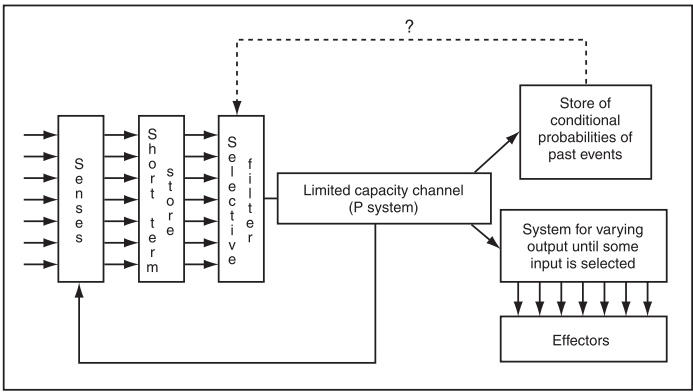 ?
Senses
Short term
store
Selective
filter
Limited capacity channel
(P system)
Store of
conditional
probabilities of
past events
System for varying
output until some
input is selected
Effectors